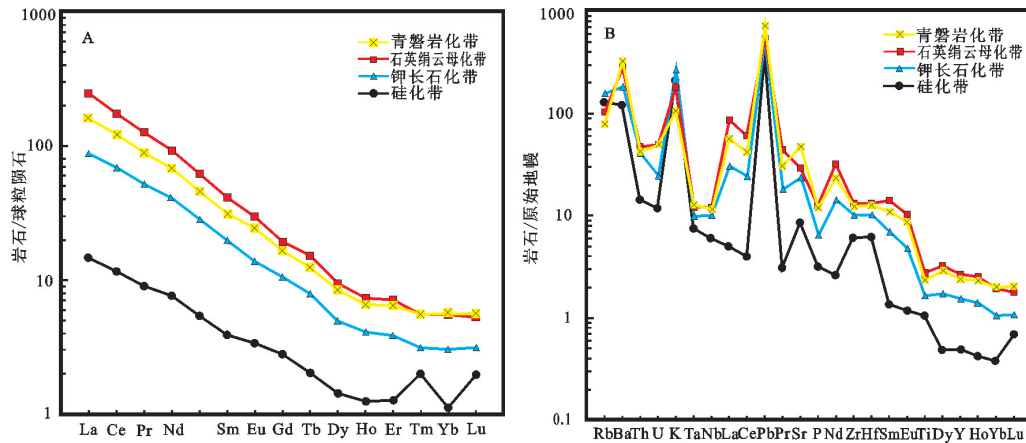 A
1000
100
10
1
岩石/球粒陨石
青磐岩化带
石英绢云母化带
钾长石化带
硅化带
La Ce Pr Nd Sm Eu Gd Tb Dy Ho Er Tm Yb Lu
B
1000
100
10
1
0.1
岩石/原始地幔
青磐岩化带
石英绢云母化带
钾长石化带
硅化带
RbBaTh U K TaNbLaCePbPrSr P NdZrHfSmEuTiDyY HoYbLu